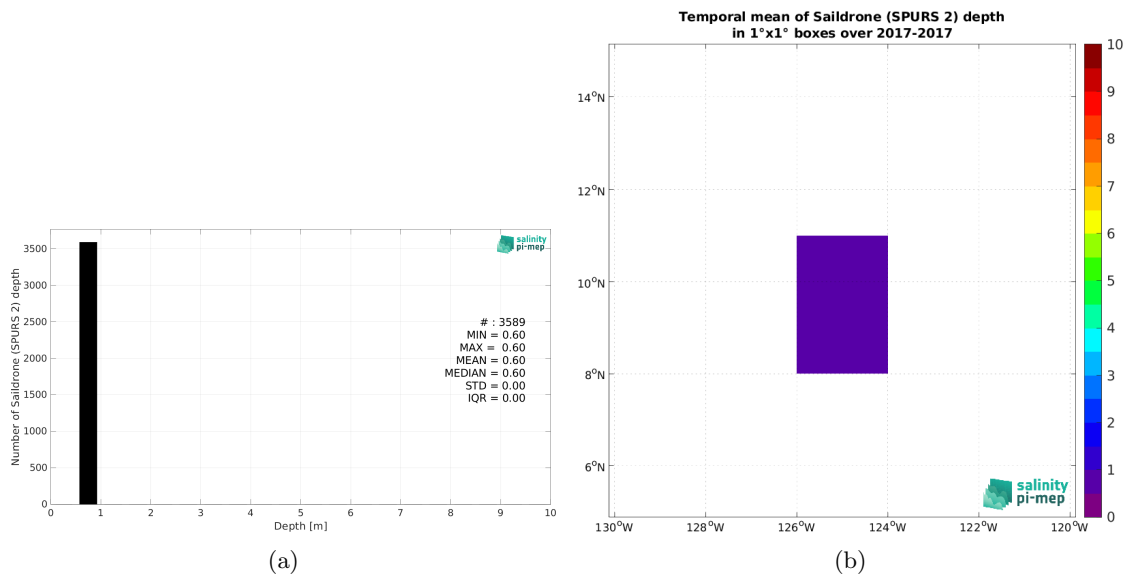 salinity
pi-mep
Number of Saildrone (SPURS 2) depth
3500
3000
2500
2000
1500
1000
500
0
# : 3589
MIN = 0.60
MAX = 0.60
MEAN = 0.60
MEDIAN = 0.60
STD = 0.00
IQR = 0.00
0 1 2 3 4 5 6 7 8 9 10
Depth [m]
(a)
Temporal mean of Saildrone (SPURS 2) depth
in 1°x1° boxes over 2017-2017
14°N
12°N
10°N
8°N
6°N
130°W 128°W 126°W 124°W 122°W 120°W
salinity
pi-mep
10
9
8
7
6
5
4
3
2
1
0
(b)